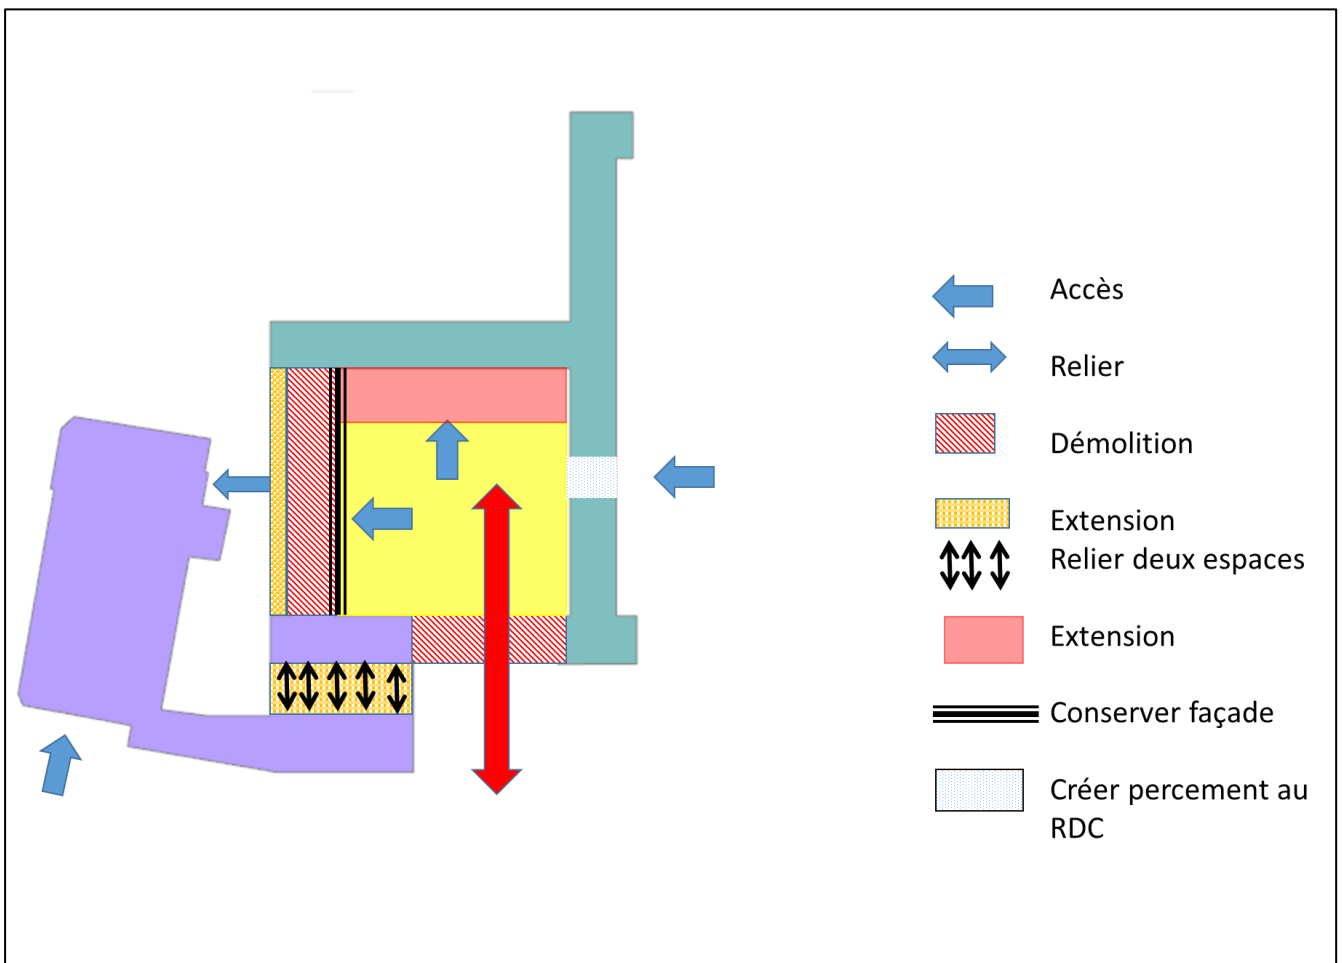 Accès
Relier
Démolition
Extension
Relier deux espaces
Extension
Conserver façade
Créer percement au
RDC